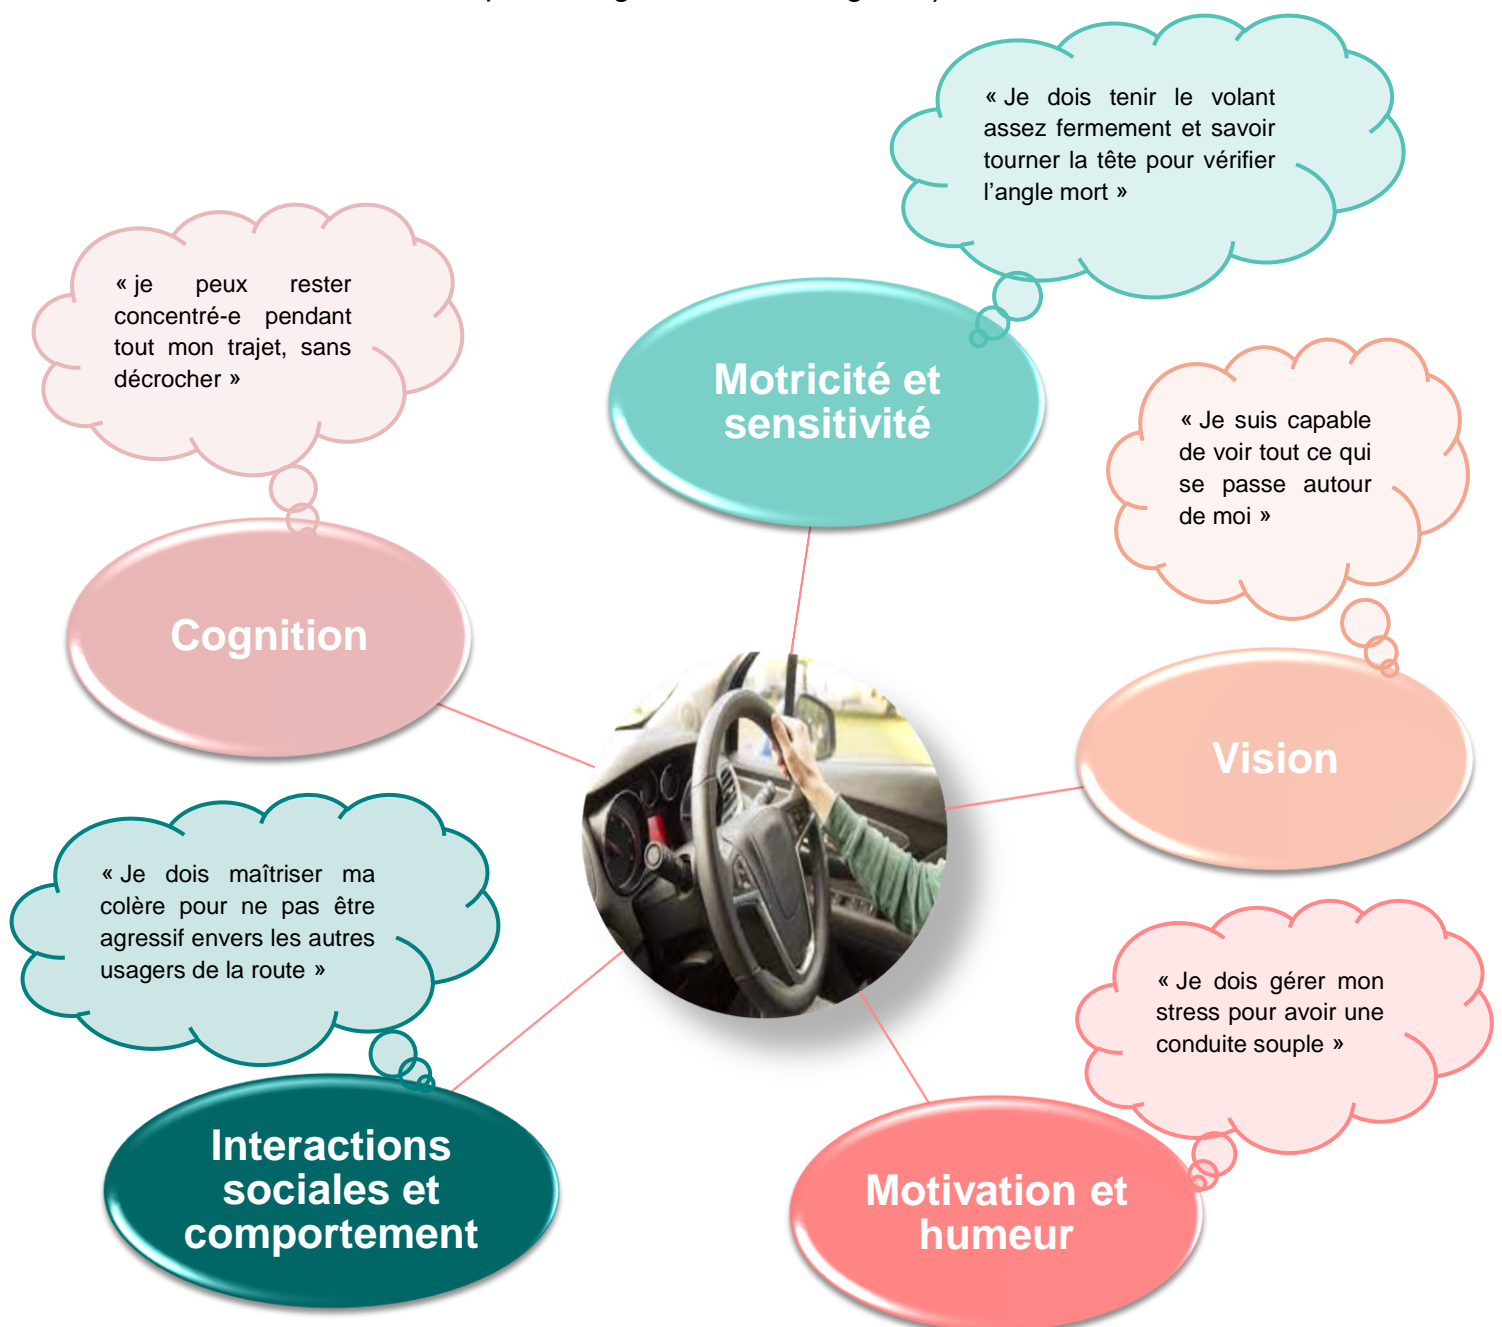 « Je dois tenir le volant
assez fermement et savoir
tourner la tête pour vérifier
l’angle mort »
« je peux rester
concentré-e pendant
tout mon trajet, sans
décrocher »
Motricité et
sensitivité
« Je suis capable
de voir tout ce qui
se passe autour
de moi »
Cognition
Vision
« Je dois maîtriser ma
colère pour ne pas être
agressif envers les autres
usagers de la route »
« Je dois gérer mon
stress pour avoir une
conduite souple »
Interactions
sociales et
comportement
Motivation et
humeur